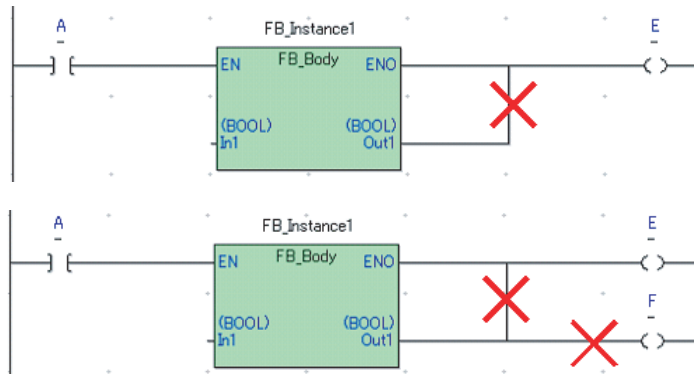 A
FB_Instance1
E
EN
FB_Body
ENO
(BOOL)
(BOOL)
In1
Out1
A
FB_Instance1
E
EN
FB_Body
ENO
F
(BOOL)
(BOOL)
In1
Out1